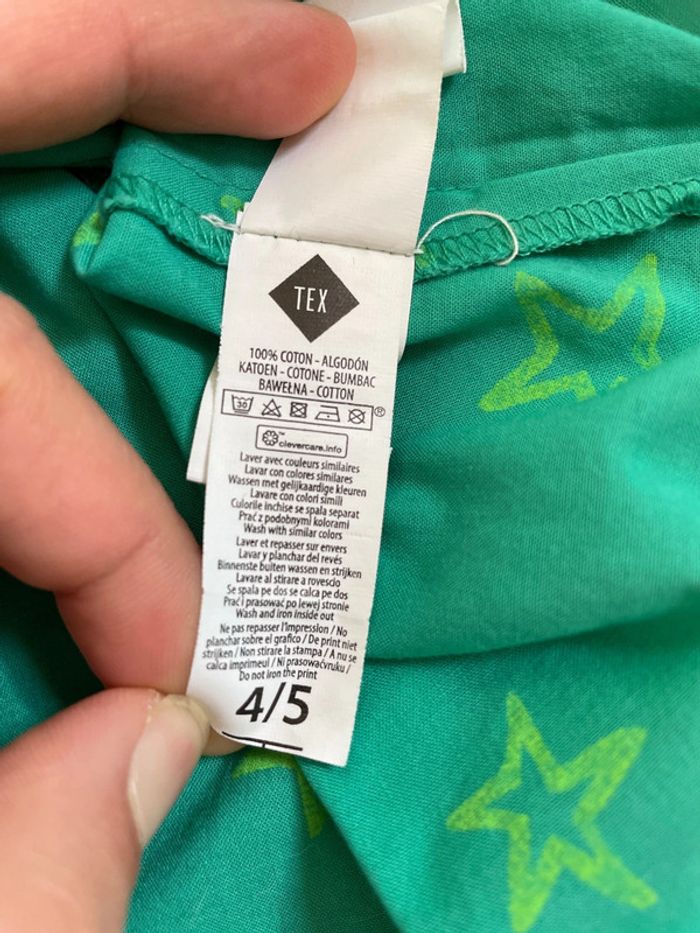 TEX
100% COTON - ALGODÓN
KATOEN - COTONE - BUMBAC
BAWEŁNA - COTTON
30
®
™
clevercare.info
Laver avec couleurs similaires
Lavar con colores similares
Wassen met gelijkaardige kleuren
Lavare con colori simili
Culorile inchise se spala separat
Prać z podobnymi kolorami
Wash with similar colors
Laver et repasser sur envers
Lavar y planchar del revés
Binnenste buiten wassen en strijken
Lavare al stirare a rovescio
Se spala pe dos se calca pe dos
Prać i prasować po lewej stronie
Wash and iron inside out
Ne pas repasser l'impression / No
planchar sobre el grafico / De print niet
strijken / Non stirare la stampa / A nu se
calca imprimeul / Ni prasowaćvruku /
Do not iron the print
4/5